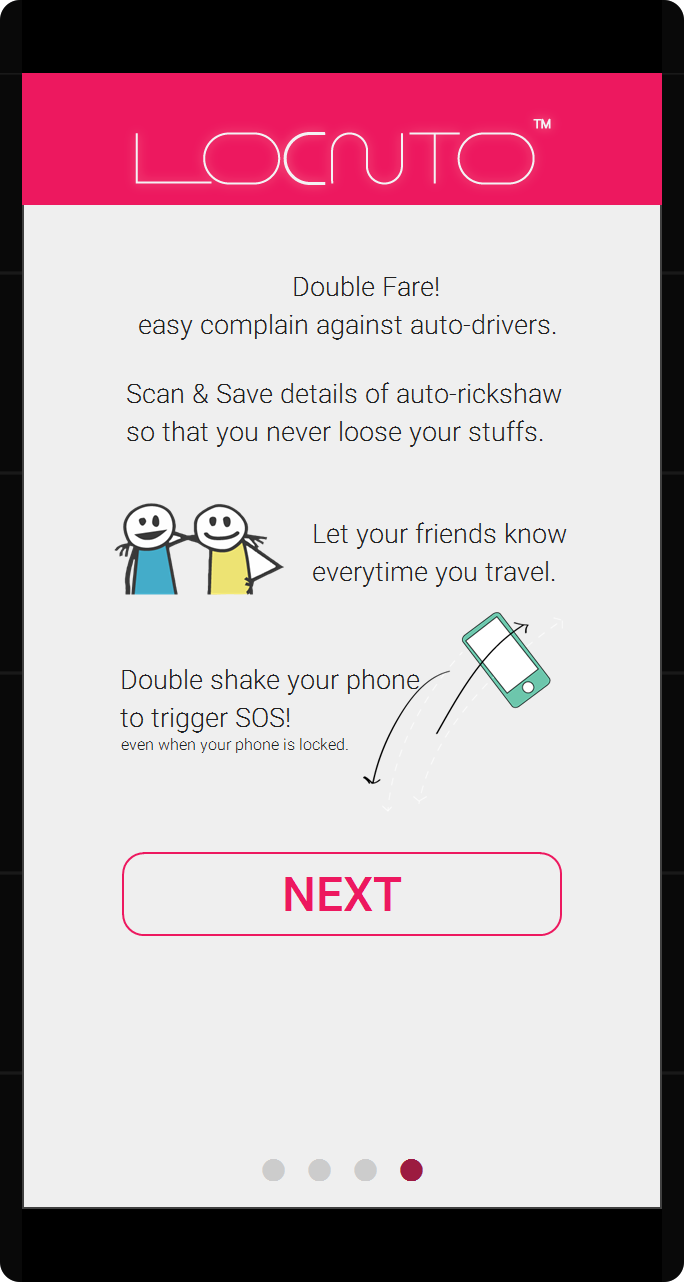 LOCNTO™
Double Fare!
easy complain against auto-drivers.
Scan & Save details of auto-rickshaw
so that you never loose your stuffs.
Let your friends know
everytime you travel.
Double shake your phone
to trigger SOS!
even when your phone is locked.
NEXT